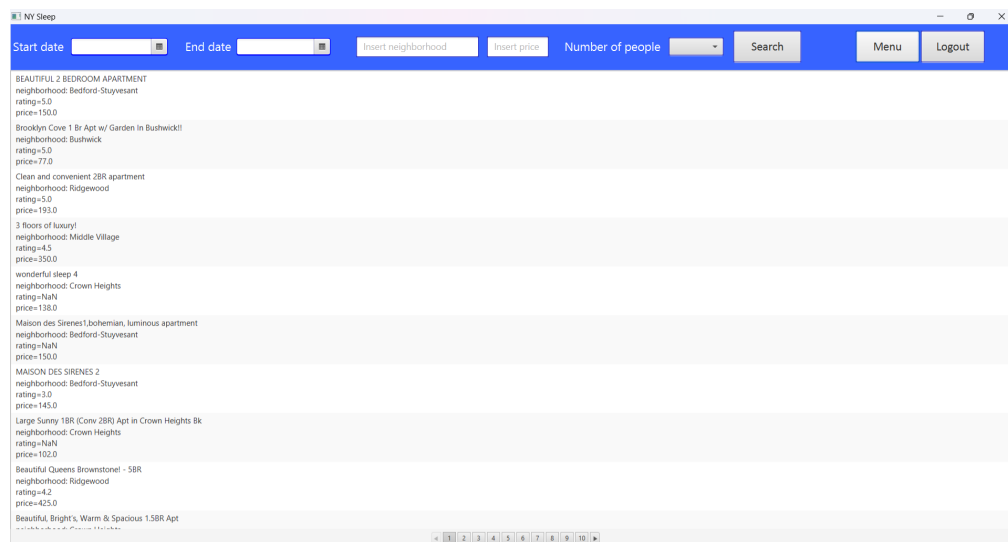 NY Sleep
Start date End date Insert neighborhood Insert price Number of people Search Menu Logout
BEAUTIFUL 2 BEDROOM APARTMENT
neighborhood: Bedford-Stuyvesant
rating=5.0
price=150.0
Brooklyn Cove 1 Br Apt w/ Garden In Bushwick!!
neighborhood: Bushwick
rating=5.0
price=77.0
Clean and convenient 2BR apartment
neighborhood: Ridgewood
rating=5.0
price=193.0
3 floors of luxury!
neighborhood: Middle Village
rating=4.5
price=350.0
wonderful sleep 4
neighborhood: Crown Heights
rating=NaN
price=138.0
Maison des Sirenes1,bohemian, luminous apartment
neighborhood: Bedford-Stuyvesant
rating=NaN
price=150.0
MAISON DES SIRENES 2
neighborhood: Bedford-Stuyvesant
rating=3.0
price=145.0
Large Sunny 1BR (Conv 2BR) Apt in Crown Heights Bk
neighborhood: Crown Heights
rating=NaN
price=102.0
Beautiful Queens Brownstone! - 5BR
neighborhood: Ridgewood
rating=4.2
price=425.0
Beautiful, Bright's, Warm & Spacious 1.5BR Apt
neighborhood: Crown Heights
1 2 3 4 5 6 7 8 9 10